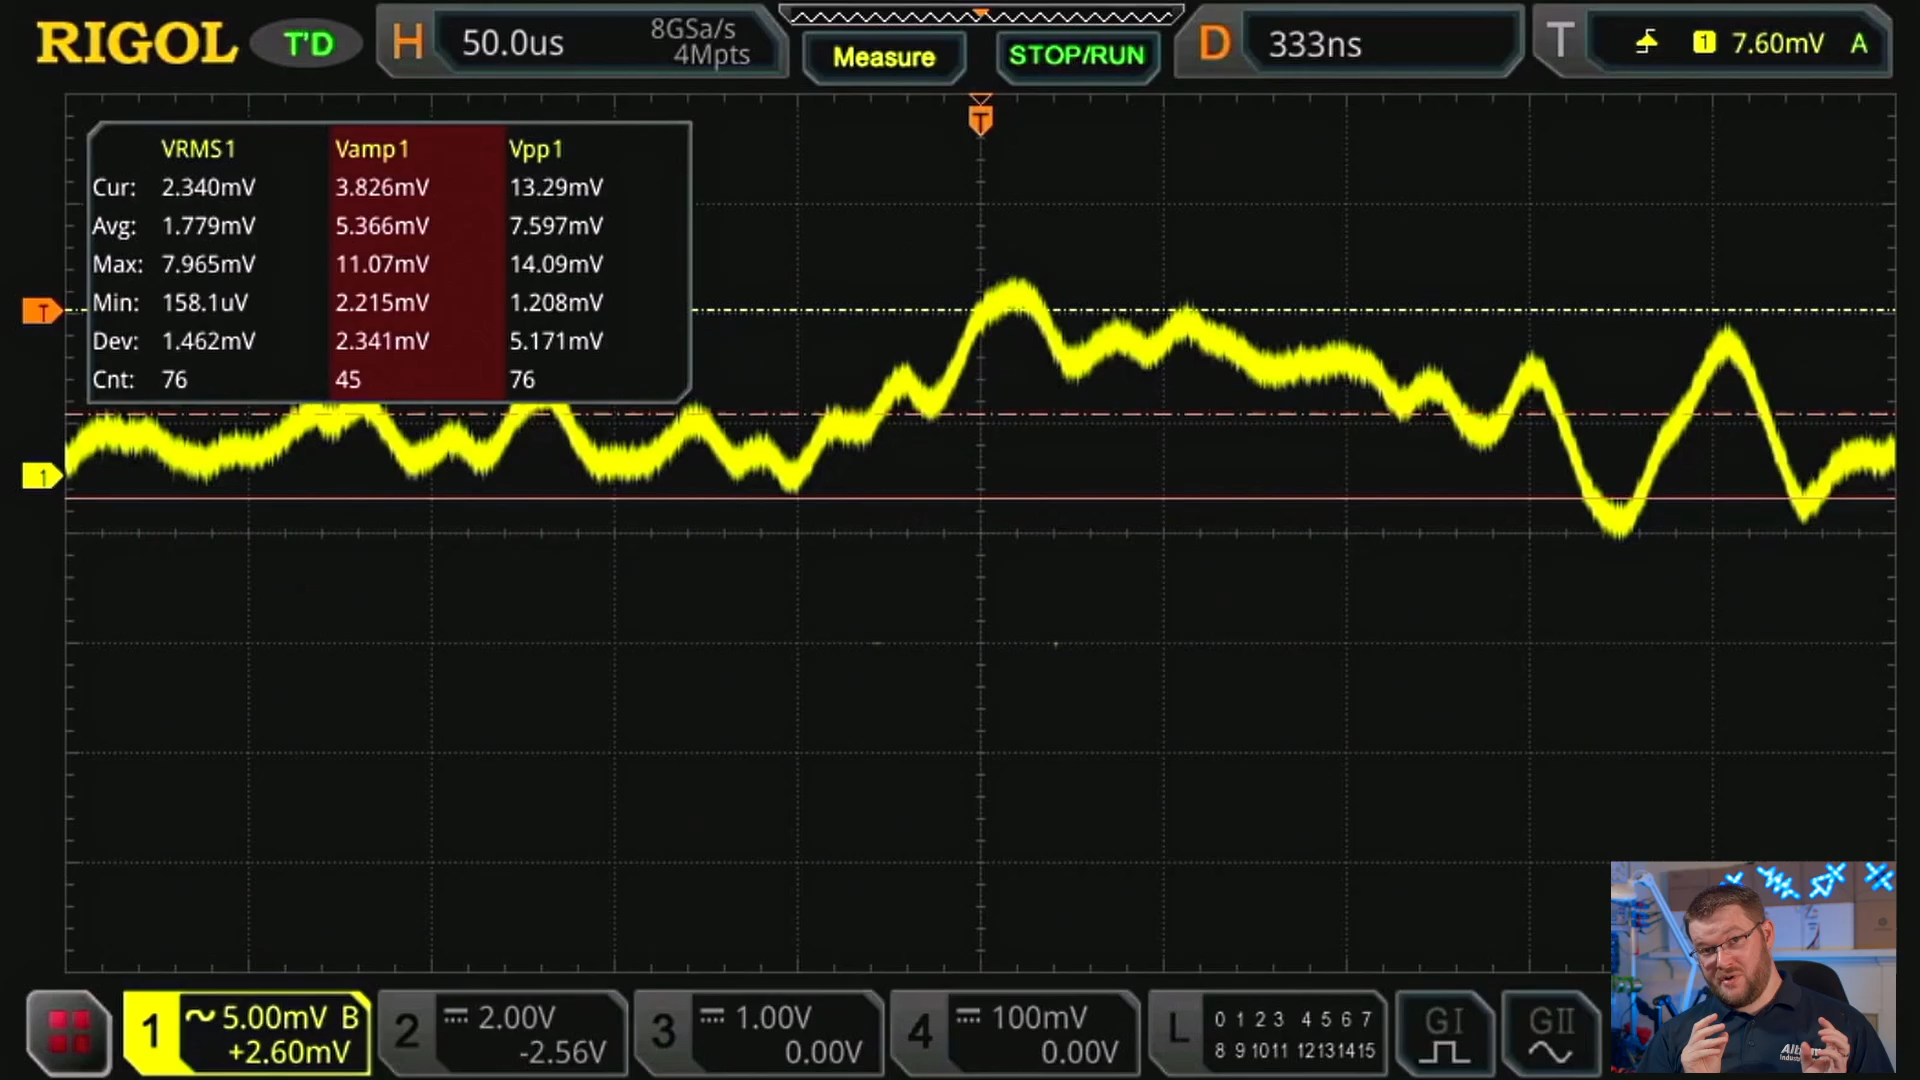 RIGOL T'D H 50.0us 8GSa/s 4Mpts Measure STOP/RUN D 333ns T 1 7.60mV A
T
VRMS1 Vamp1 Vpp1
Cur: 2.340mV 3.826mV 13.29mV
Avg: 1.779mV 5.366mV 7.597mV
Max: 7.965mV 11.07mV 14.09mV
Min: 158.1uV 2.215mV 1.208mV
Dev: 1.462mV 2.341mV 5.171mV
Cnt: 76 45 76
T
1
1 5.00mV B 2 2.00V 3 1.00V 4 100mV L 0 1 2 3 4 5 6 7 GI GII
+2.60mV -2.56V 0.00V 0.00V 8 9 10 11 12 13 14 15